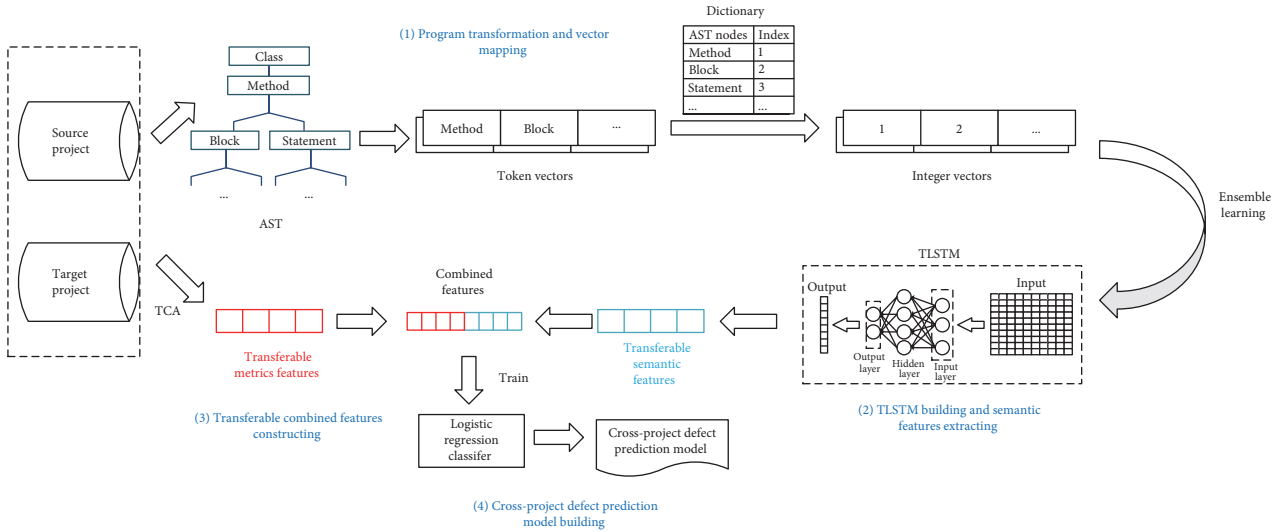 (1) Program transformation and vector
mapping
Dictionary
AST nodes Index
Method 1
Block 2
Statement 3
... ...
Source
project
Class
Method
Block Statement
... ...
AST
Method Block ...
Token vectors
1 2 ...
Integer vectors
Ensemble
learning
Target
project
TCA
Transferable
metrics features
Combined
features
Transferable
semantic
features
TLSTM
Output
Input
Output
layer
Hidden
layer
Input
layer
(2) TLSTM building and semantic
features extracting
(3) Transferable combined features
constructing
Train
Logistic
regression
classifer
Cross-project defect
prediction model
(4) Cross-project defect prediction
model building